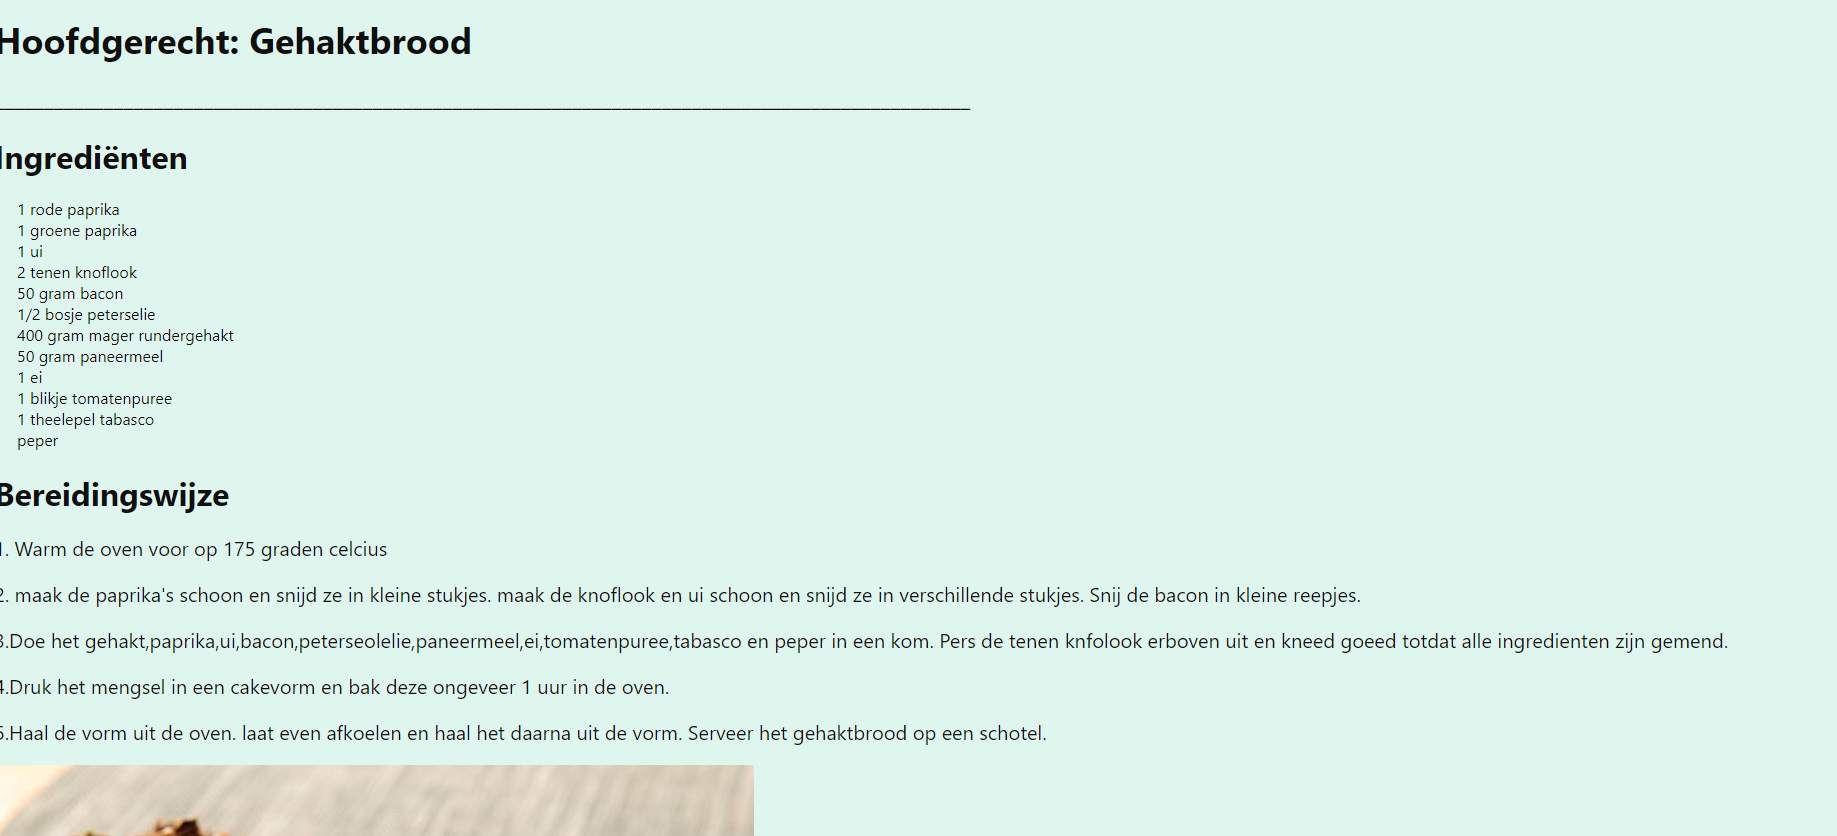 Hoofdgerecht: Gehaktbrood
Ingrediënten
1 rode paprika
1 groene paprika
1 ui
2 tenen knoflook
50 gram bacon
1/2 bosje peterselie
400 gram mager rundergehakt
50 gram paneermeel
1 ei
1 blikje tomatenpuree
1 theelepel tabasco
peper
Bereidingswijze
1. Warm de oven voor op 175 graden celcius
2. maak de paprika's schoon en snijd ze in kleine stukjes. maak de knoflook en ui schoon en snijd ze in verschillende stukjes. Snij de bacon in kleine reepjes.
3.Doe het gehakt,paprika,ui,bacon,peterseolelie,paneermeel,ei,tomatenpuree,tabasco en peper in een kom. Pers de tenen knfolook erboven uit en kneed goeed totdat alle ingredienten zijn gemend.
4.Druk het mengsel in een cakevorm en bak deze ongeveer 1 uur in de oven.
5.Haal de vorm uit de oven. laat even afkoelen en haal het daarna uit de vorm. Serveer het gehaktbrood op een schotel.